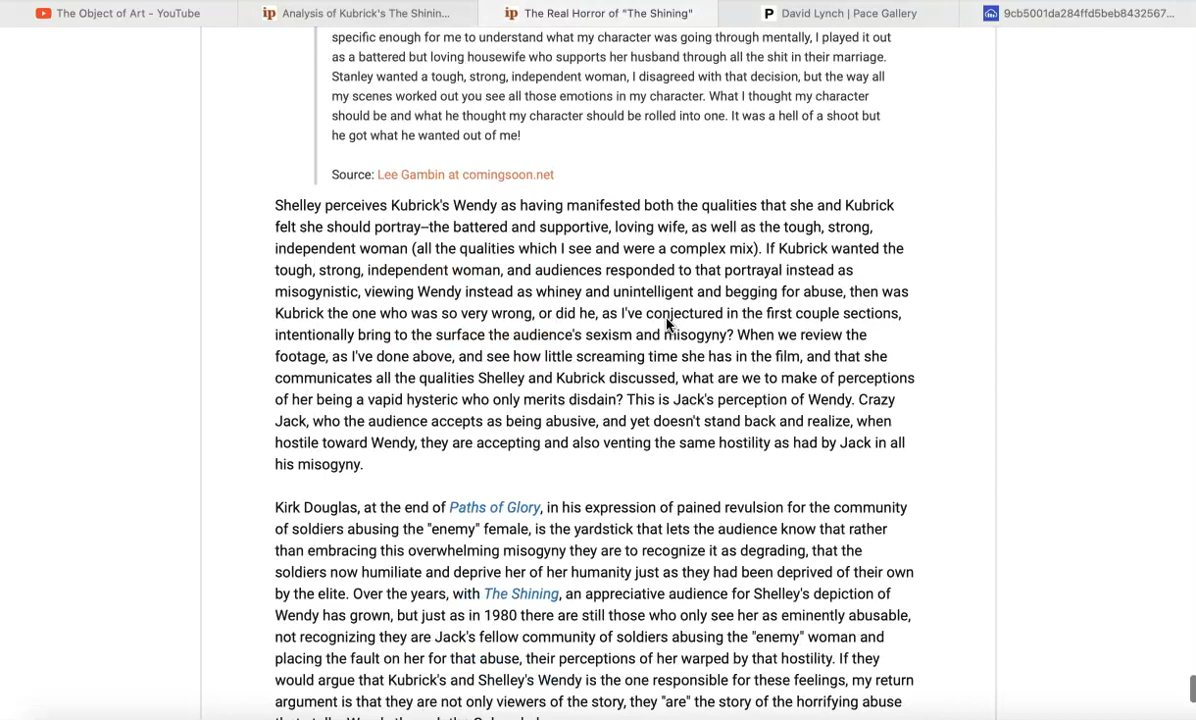 The Object of Art - YouTube
ip Analysis of Kubrick's The Shinin...
ip The Real Horror of "The Shining"
P David Lynch | Pace Gallery
9cb5001da284ffd5beb8432567...
specific enough for me to understand what my character was going through mentally, I played it out
as a battered but loving housewife who supports her husband through all the shit in their marriage.
Stanley wanted a tough, strong, independent woman, I disagreed with that decision, but the way all
my scenes worked out you see all those emotions in my character. What I thought my character
should be and what he thought my character should be rolled into one. It was a hell of a shoot but
he got what he wanted out of me!
Source: Lee Gambin at comingsoon.net
Shelley perceives Kubrick's Wendy as having manifested both the qualities that she and Kubrick
felt she should portray–the battered and supportive, loving wife, as well as the tough, strong,
independent woman (all the qualities which I see and were a complex mix). If Kubrick wanted the
tough, strong, independent woman, and audiences responded to that portrayal instead as
misogynistic, viewing Wendy instead as whiney and unintelligent and begging for abuse, then was
Kubrick the one who was so very wrong, or did he, as I've conjectured in the first couple sections,
intentionally bring to the surface the audience's sexism and misogyny? When we review the
footage, as I've done above, and see how little screaming time she has in the film, and that she
communicates all the qualities Shelley and Kubrick discussed, what are we to make of perceptions
of her being a vapid hysteric who only merits disdain? This is Jack's perception of Wendy. Crazy
Jack, who the audience accepts as being abusive, and yet doesn't stand back and realize, when
hostile toward Wendy, they are accepting and also venting the same hostility as had by Jack in all
his misogyny.
Kirk Douglas, at the end of Paths of Glory, in his expression of pained revulsion for the community
of soldiers abusing the "enemy" female, is the yardstick that lets the audience know that rather
than embracing this overwhelming misogyny they are to recognize it as degrading, that the
soldiers now humiliate and deprive her of her humanity just as they had been deprived of their own
by the elite. Over the years, with The Shining, an appreciative audience for Shelley's depiction of
Wendy has grown, but just as in 1980 there are still those who only see her as eminently abusable,
not recognizing they are Jack's fellow community of soldiers abusing the "enemy" woman and
placing the fault on her for that abuse, their perceptions of her warped by that hostility. If they
would argue that Kubrick's and Shelley's Wendy is the one responsible for these feelings, my return
argument is that they are not only viewers of the story, they "are" the story of the horrifying abuse